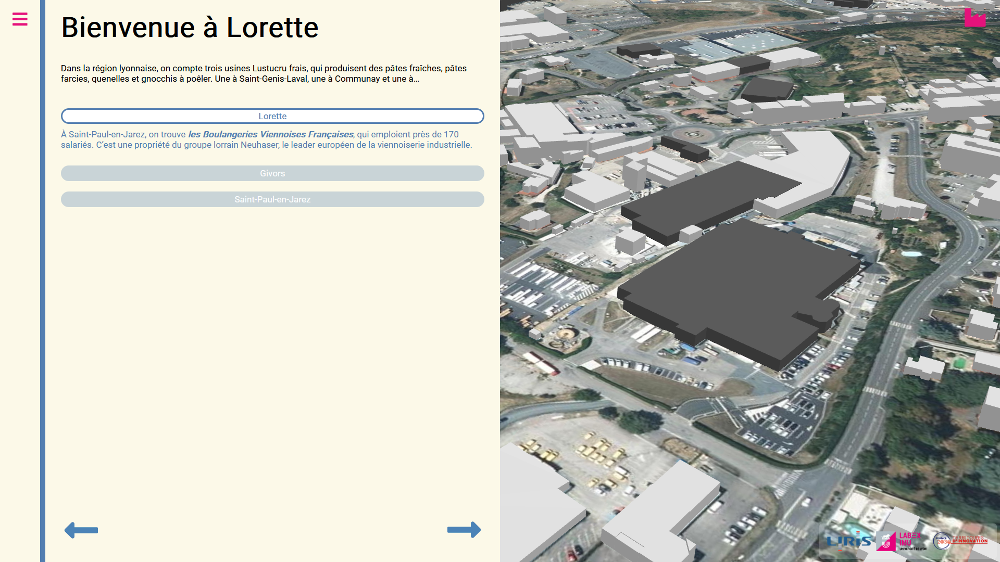 Bienvenue à Lorette
Dans la région lyonnaise, on compte trois usines Lustucru frais, qui produisent des pâtes fraîches, pâtes
farcies, quenelles et gnocchis à poêler. Une à Saint-Genis-Laval, une à Communay et une à...
Lorette
À Saint-Paul-en-Jarez, on trouve les Boulangeries Viennoises Françaises, qui emploient près de 170
salariés. C’est une propriété du groupe lorrain Neuhaser, le leader européen de la viennoiserie industrielle.
Givors
Saint-Paul-en-Jarez
LIRIS
LABEX
IMU
UNIVERSITÉ DE LYON
FRANCE
2030
TERRITOIRES
D'INNOVATION